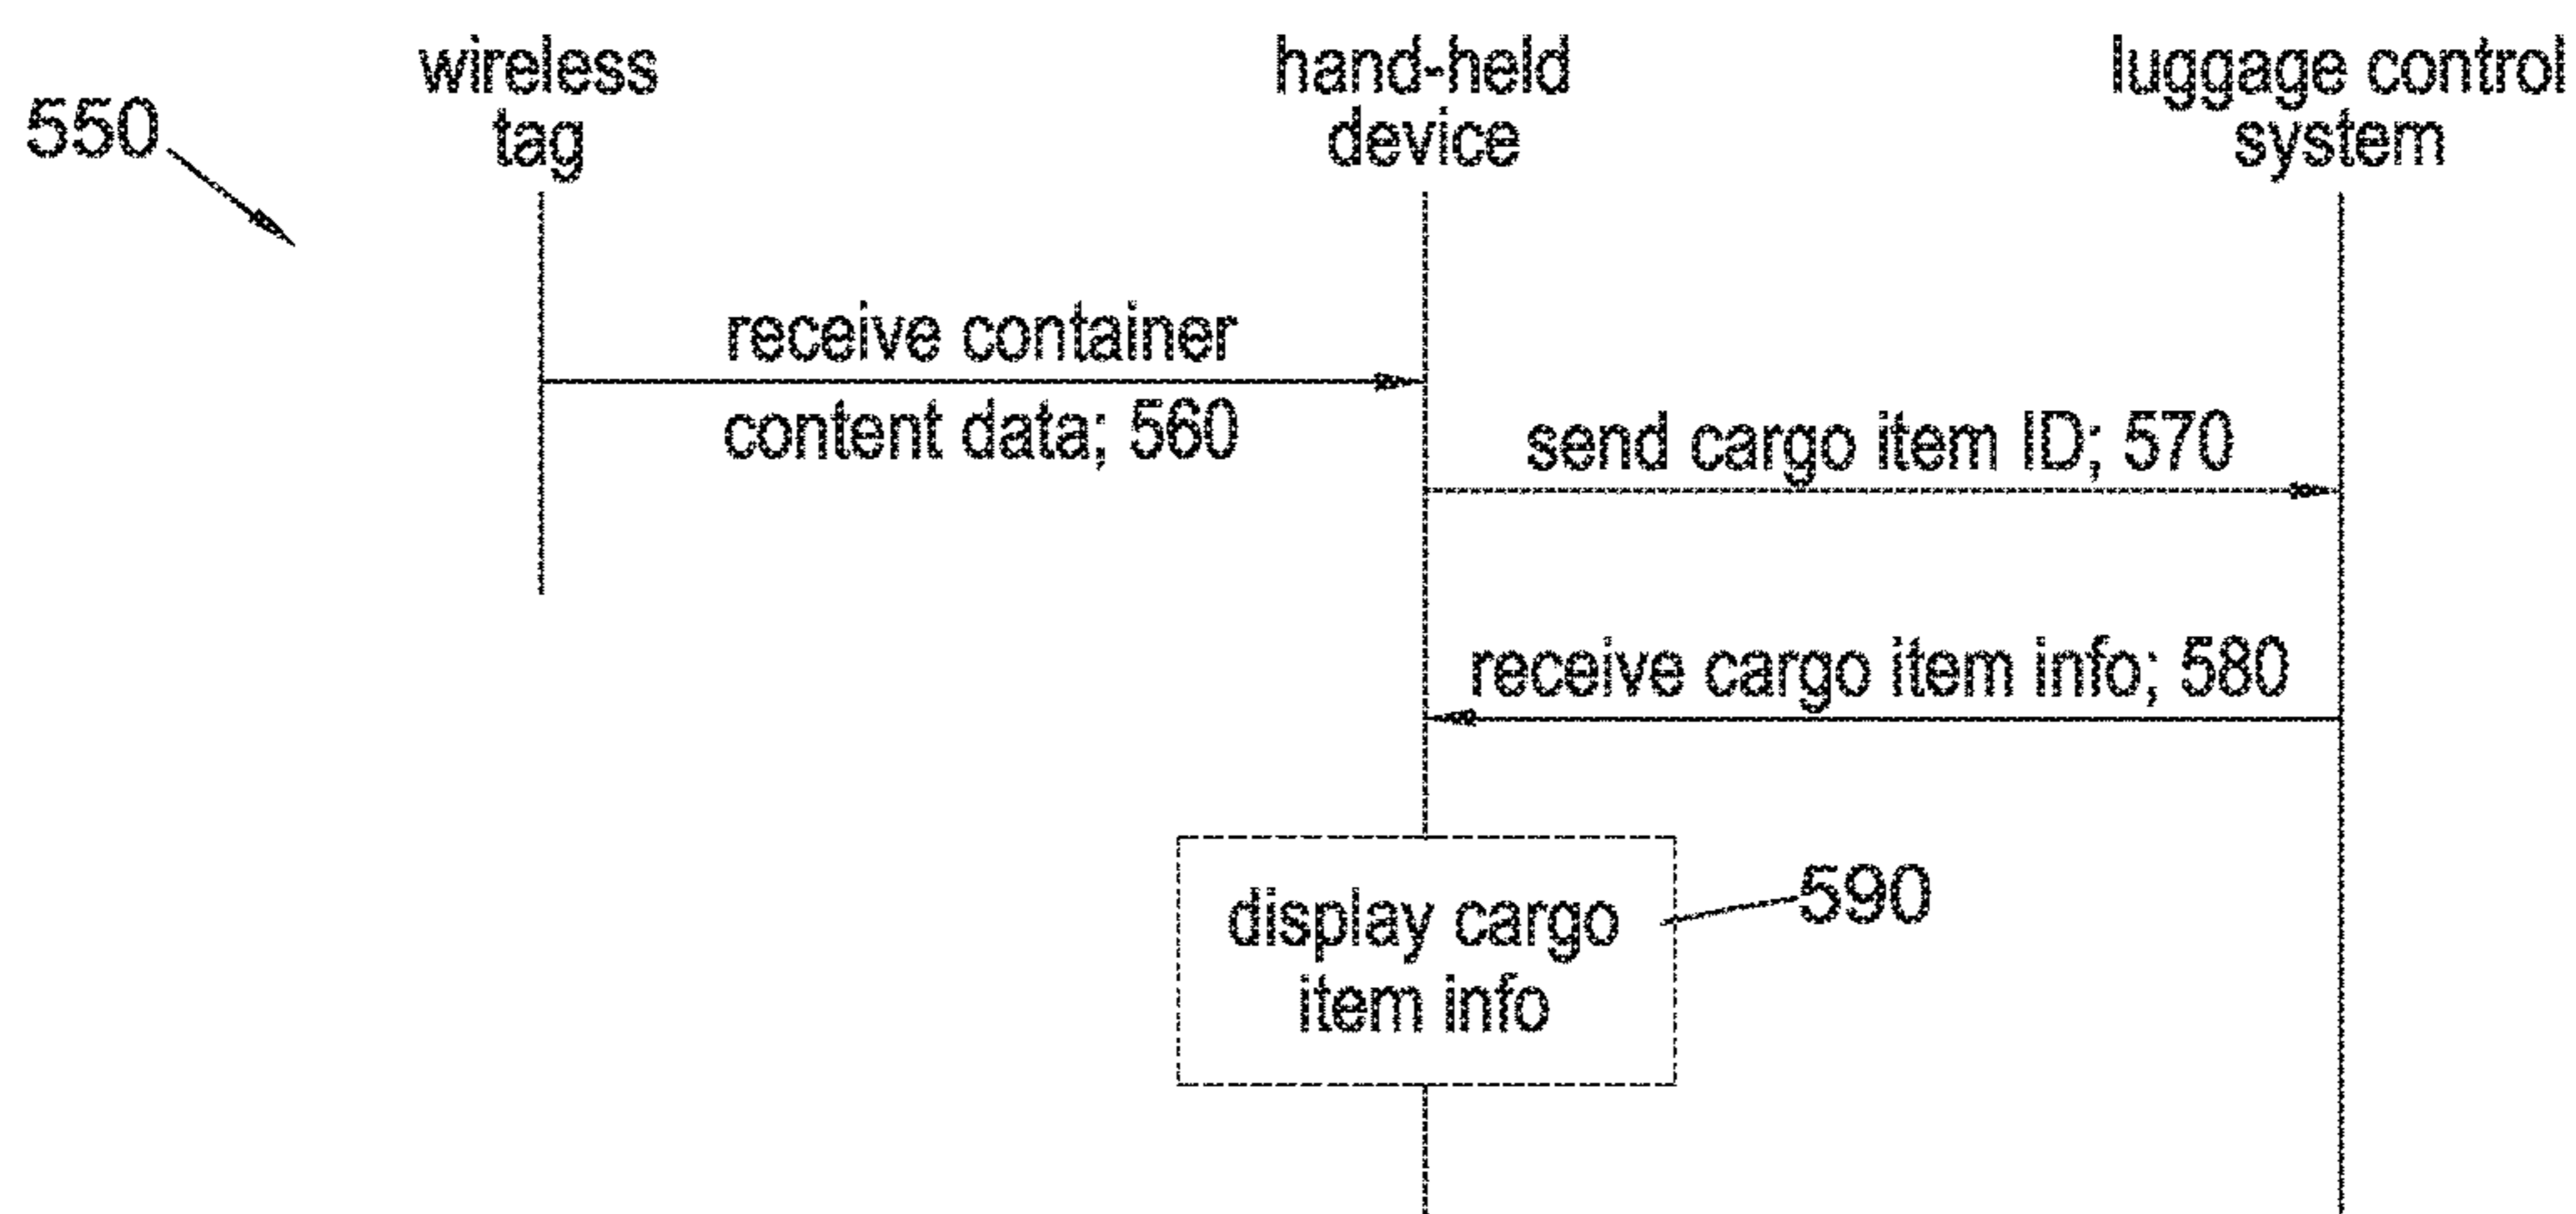 550
wireless
tag
hand-held
device
luggage control
system
receive container
content data; 560
send cargo item ID; 570
receive cargo item info; 580
display cargo
item info
590